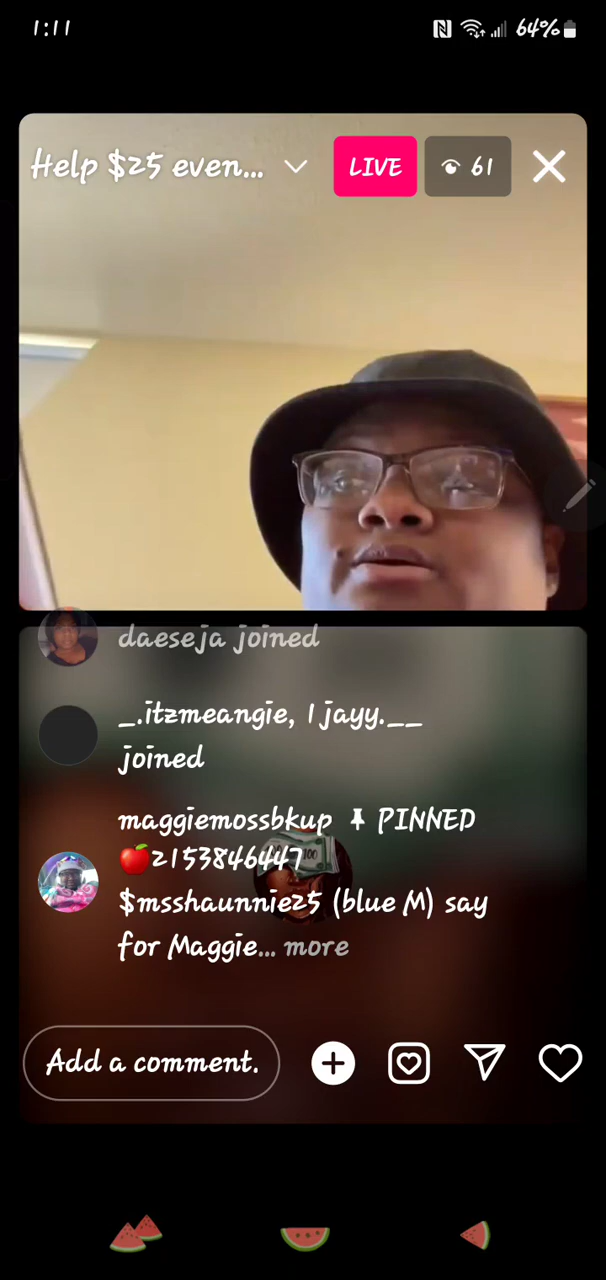 1:11
64%
Help $25 even...
LIVE
61
daeseja joined
_.itzmeangie, 1jayy.__
joined
maggiemossbkup PINNED
🍎2153846447
$msshaunnie25 (blue M) say
for Maggie... more
Add a comment.